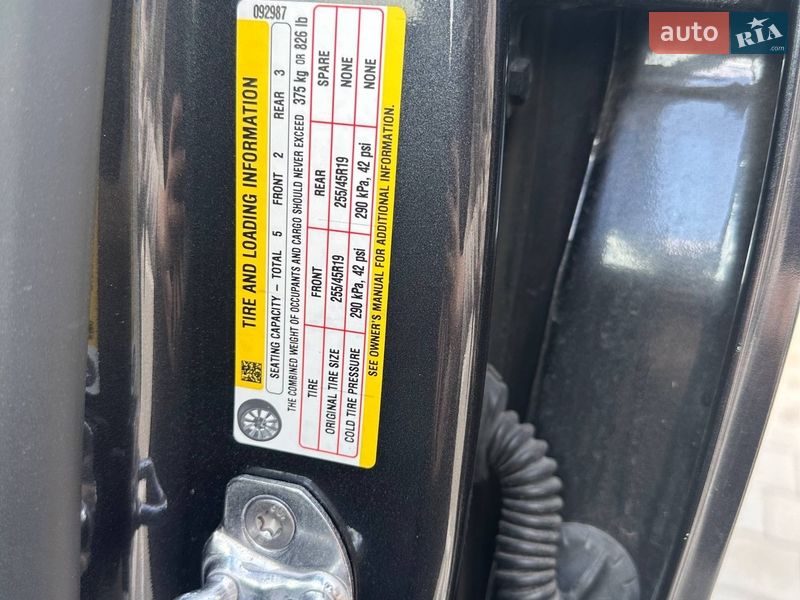 auto RIA
092987
TIRE AND LOADING INFORMATION
SEATING CAPACITY – TOTAL 5 FRONT 2 REAR 3
THE COMBINED WEIGHT OF OCCUPANTS AND CARGO SHOULD NEVER EXCEED 375 kg OR 826 lb
TIRE FRONT REAR SPARE
ORIGINAL TIRE SIZE 255/45R19 255/45R19 NONE
COLD TIRE PRESSURE 290 kPa, 42 psi 290 kPa, 42 psi NONE
SEE OWNER'S MANUAL FOR ADDITIONAL INFORMATION.